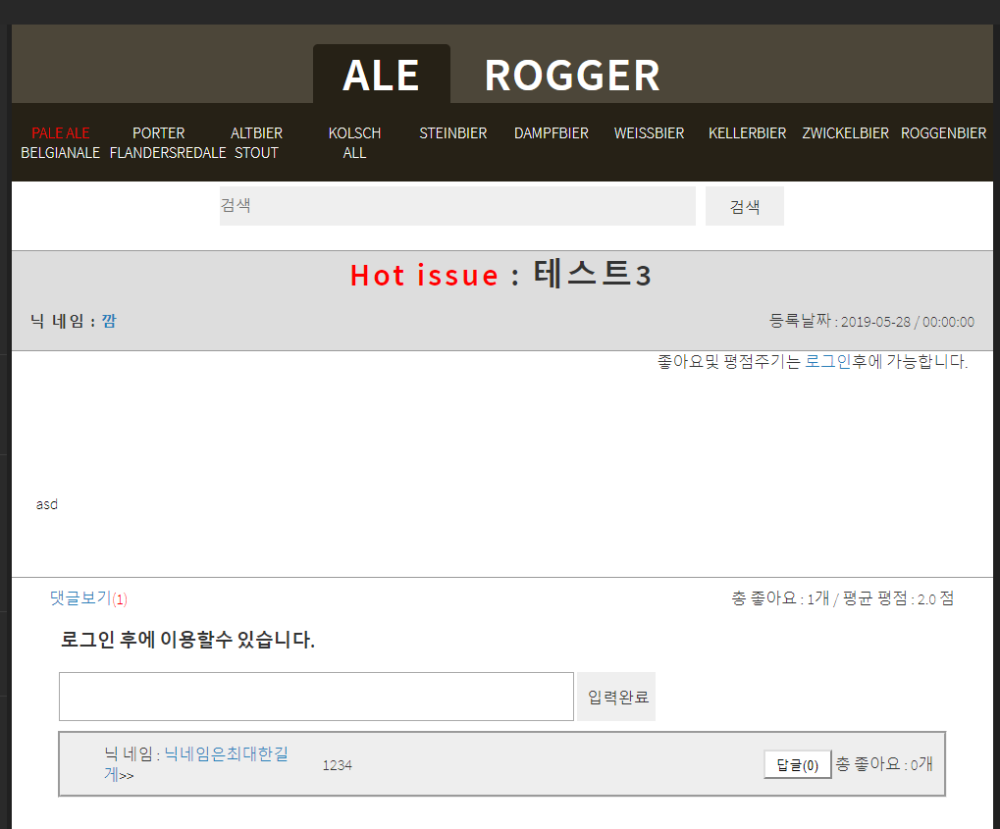 ALE ROGGER
PALE ALE PORTER ALTBIER KOLSCH STEINBIER DAMPFBIER WEISSBIER KELLERBIER ZWICKELBIER ROGGENBIER
BELGIANALE FLANDERSREDALE STOUT ALL
검색 검색
Hot issue : 테스트3
닉 네임 : 깜 등록날짜 : 2019-05-28 / 00:00:00
좋아요및 평점주기는 로그인후에 가능합니다.
asd
댓글보기(1) 총 좋아요 : 1개 / 평균 평점 : 2.0 점
로그인 후에 이용할수 있습니다.
입력완료
닉 네임 : 닉네임은최대한길
게>> 1234 답글(0) 총 좋아요 : 0개